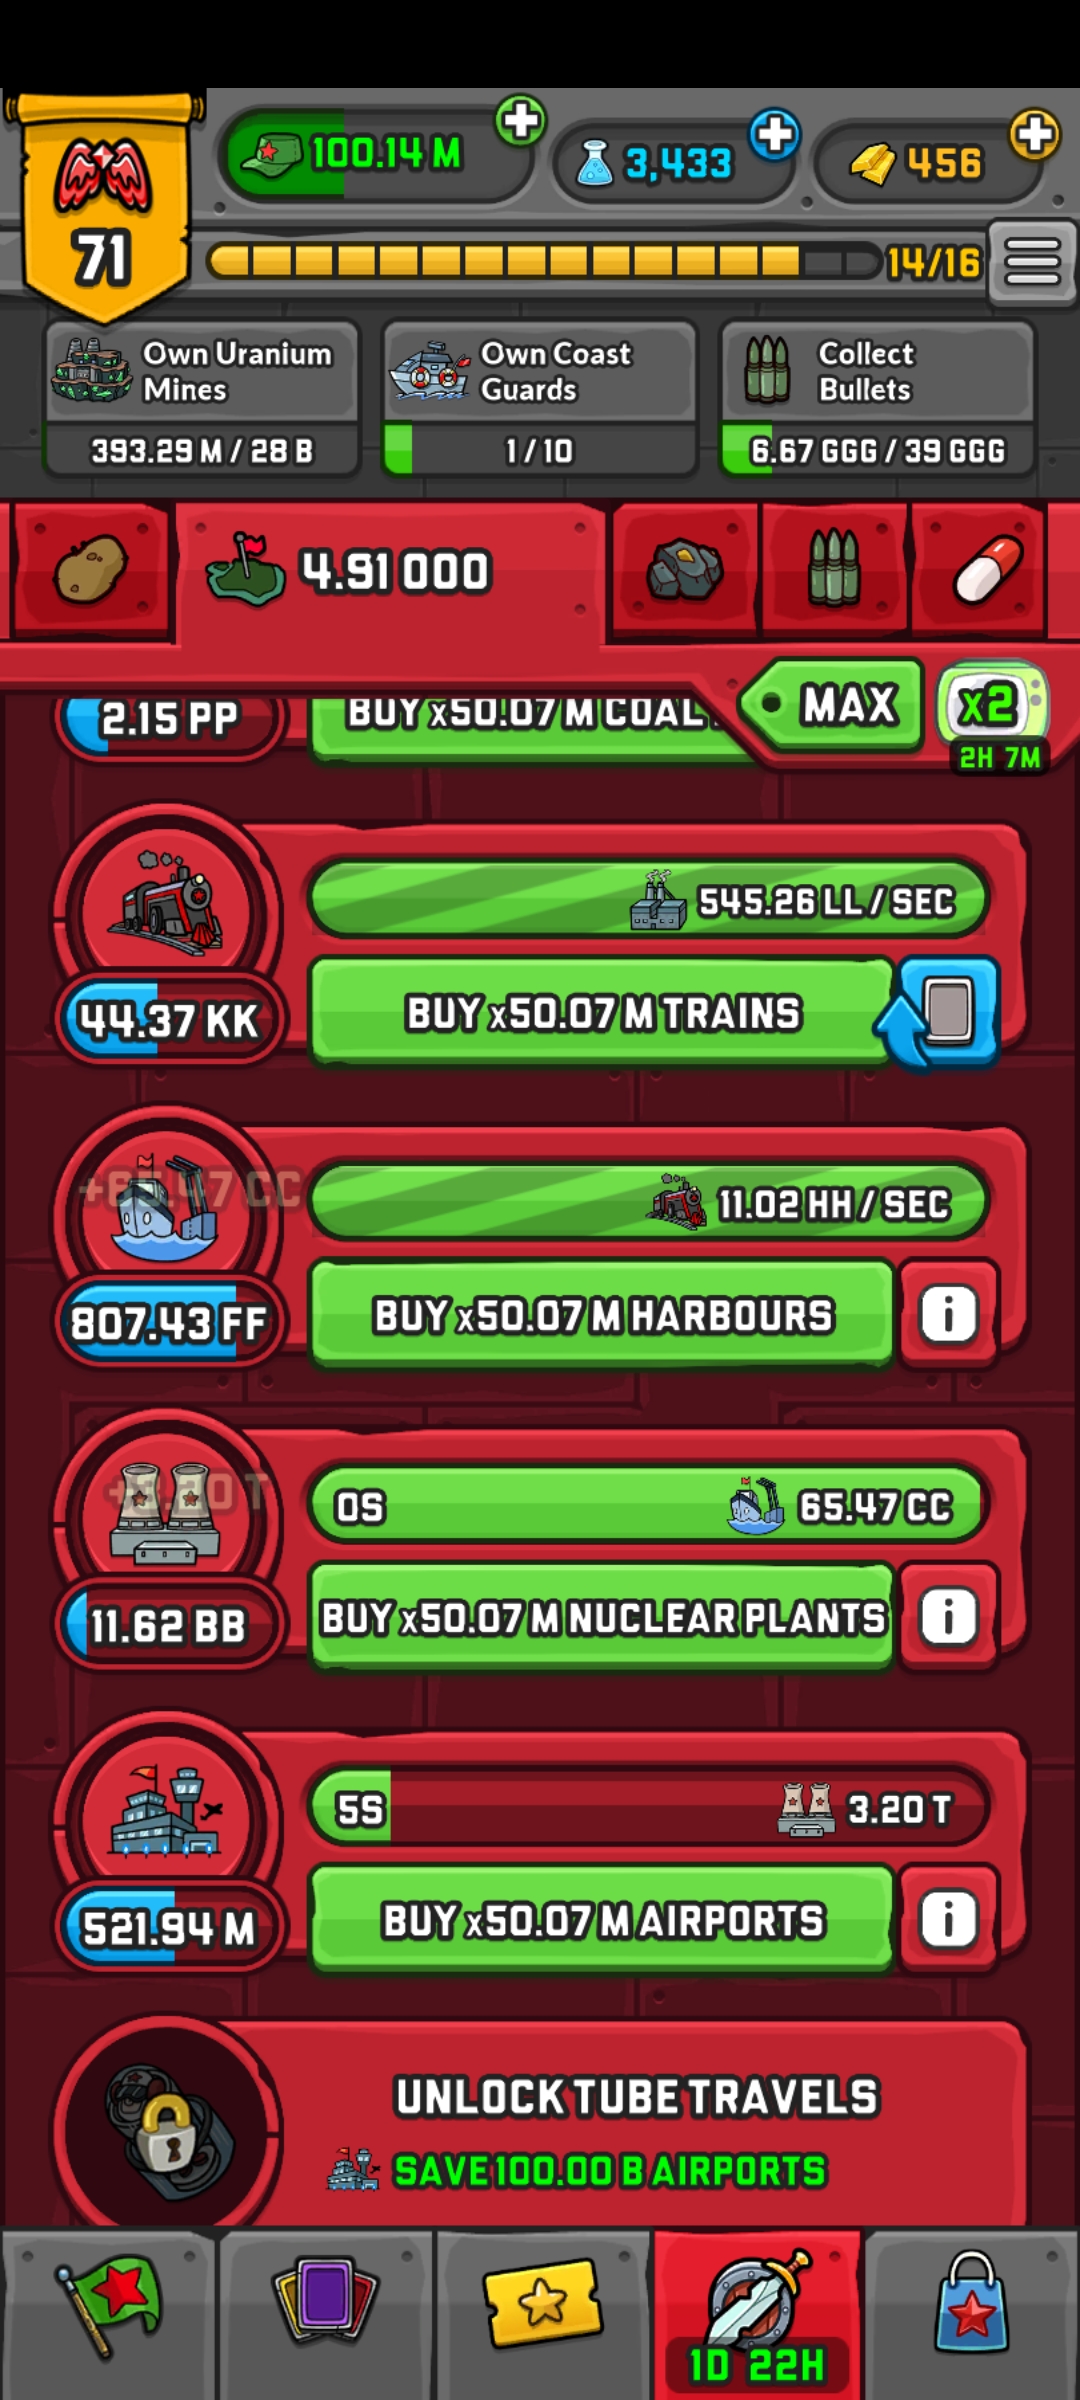 71
100.14 M
3,433
456
14/16
Own Uranium
Mines
393.29 M / 28 B
Own Coast
Guards
1 / 10
Collect
Bullets
6.67 GGG / 39 GGG
4.91 000
MAX
x2
2H 7M
2.15 PP
BUY x50.07 M COAL
545.26 LL / SEC
44.37 KK
BUY x50.07 M TRAINS
+65.47 CC
11.02 HH / SEC
807.43 FF
BUY x50.07 M HARBOURS
i
+3.20 T
0S
65.47 CC
11.62 BB
BUY x50.07 M NUCLEAR PLANTS
i
5S
3.20 T
521.94 M
BUY x50.07 M AIRPORTS
i
UNLOCK TUBE TRAVELS
SAVE 100.00 B AIRPORTS
1D 22H